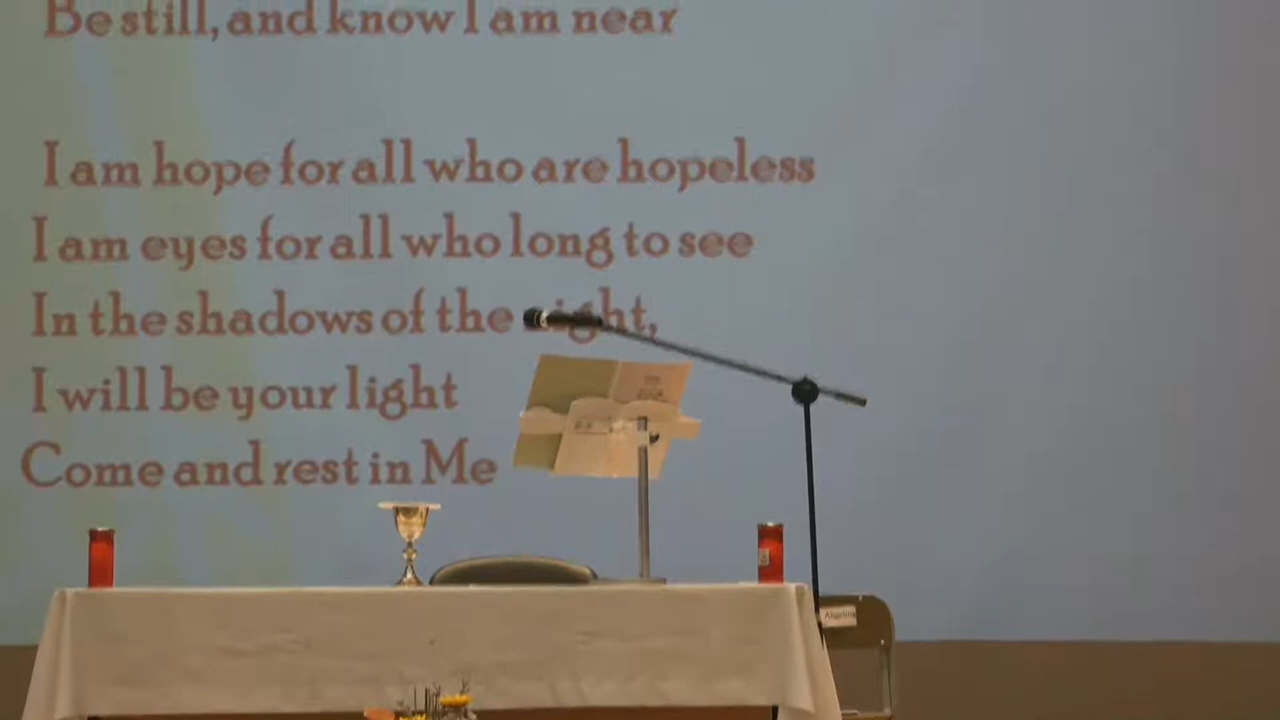 Be still, and know I am near
I am hope for all who are hopeless
I am eyes for all who long to see
In the shadows of the night,
I will be your light
Come and rest in Me